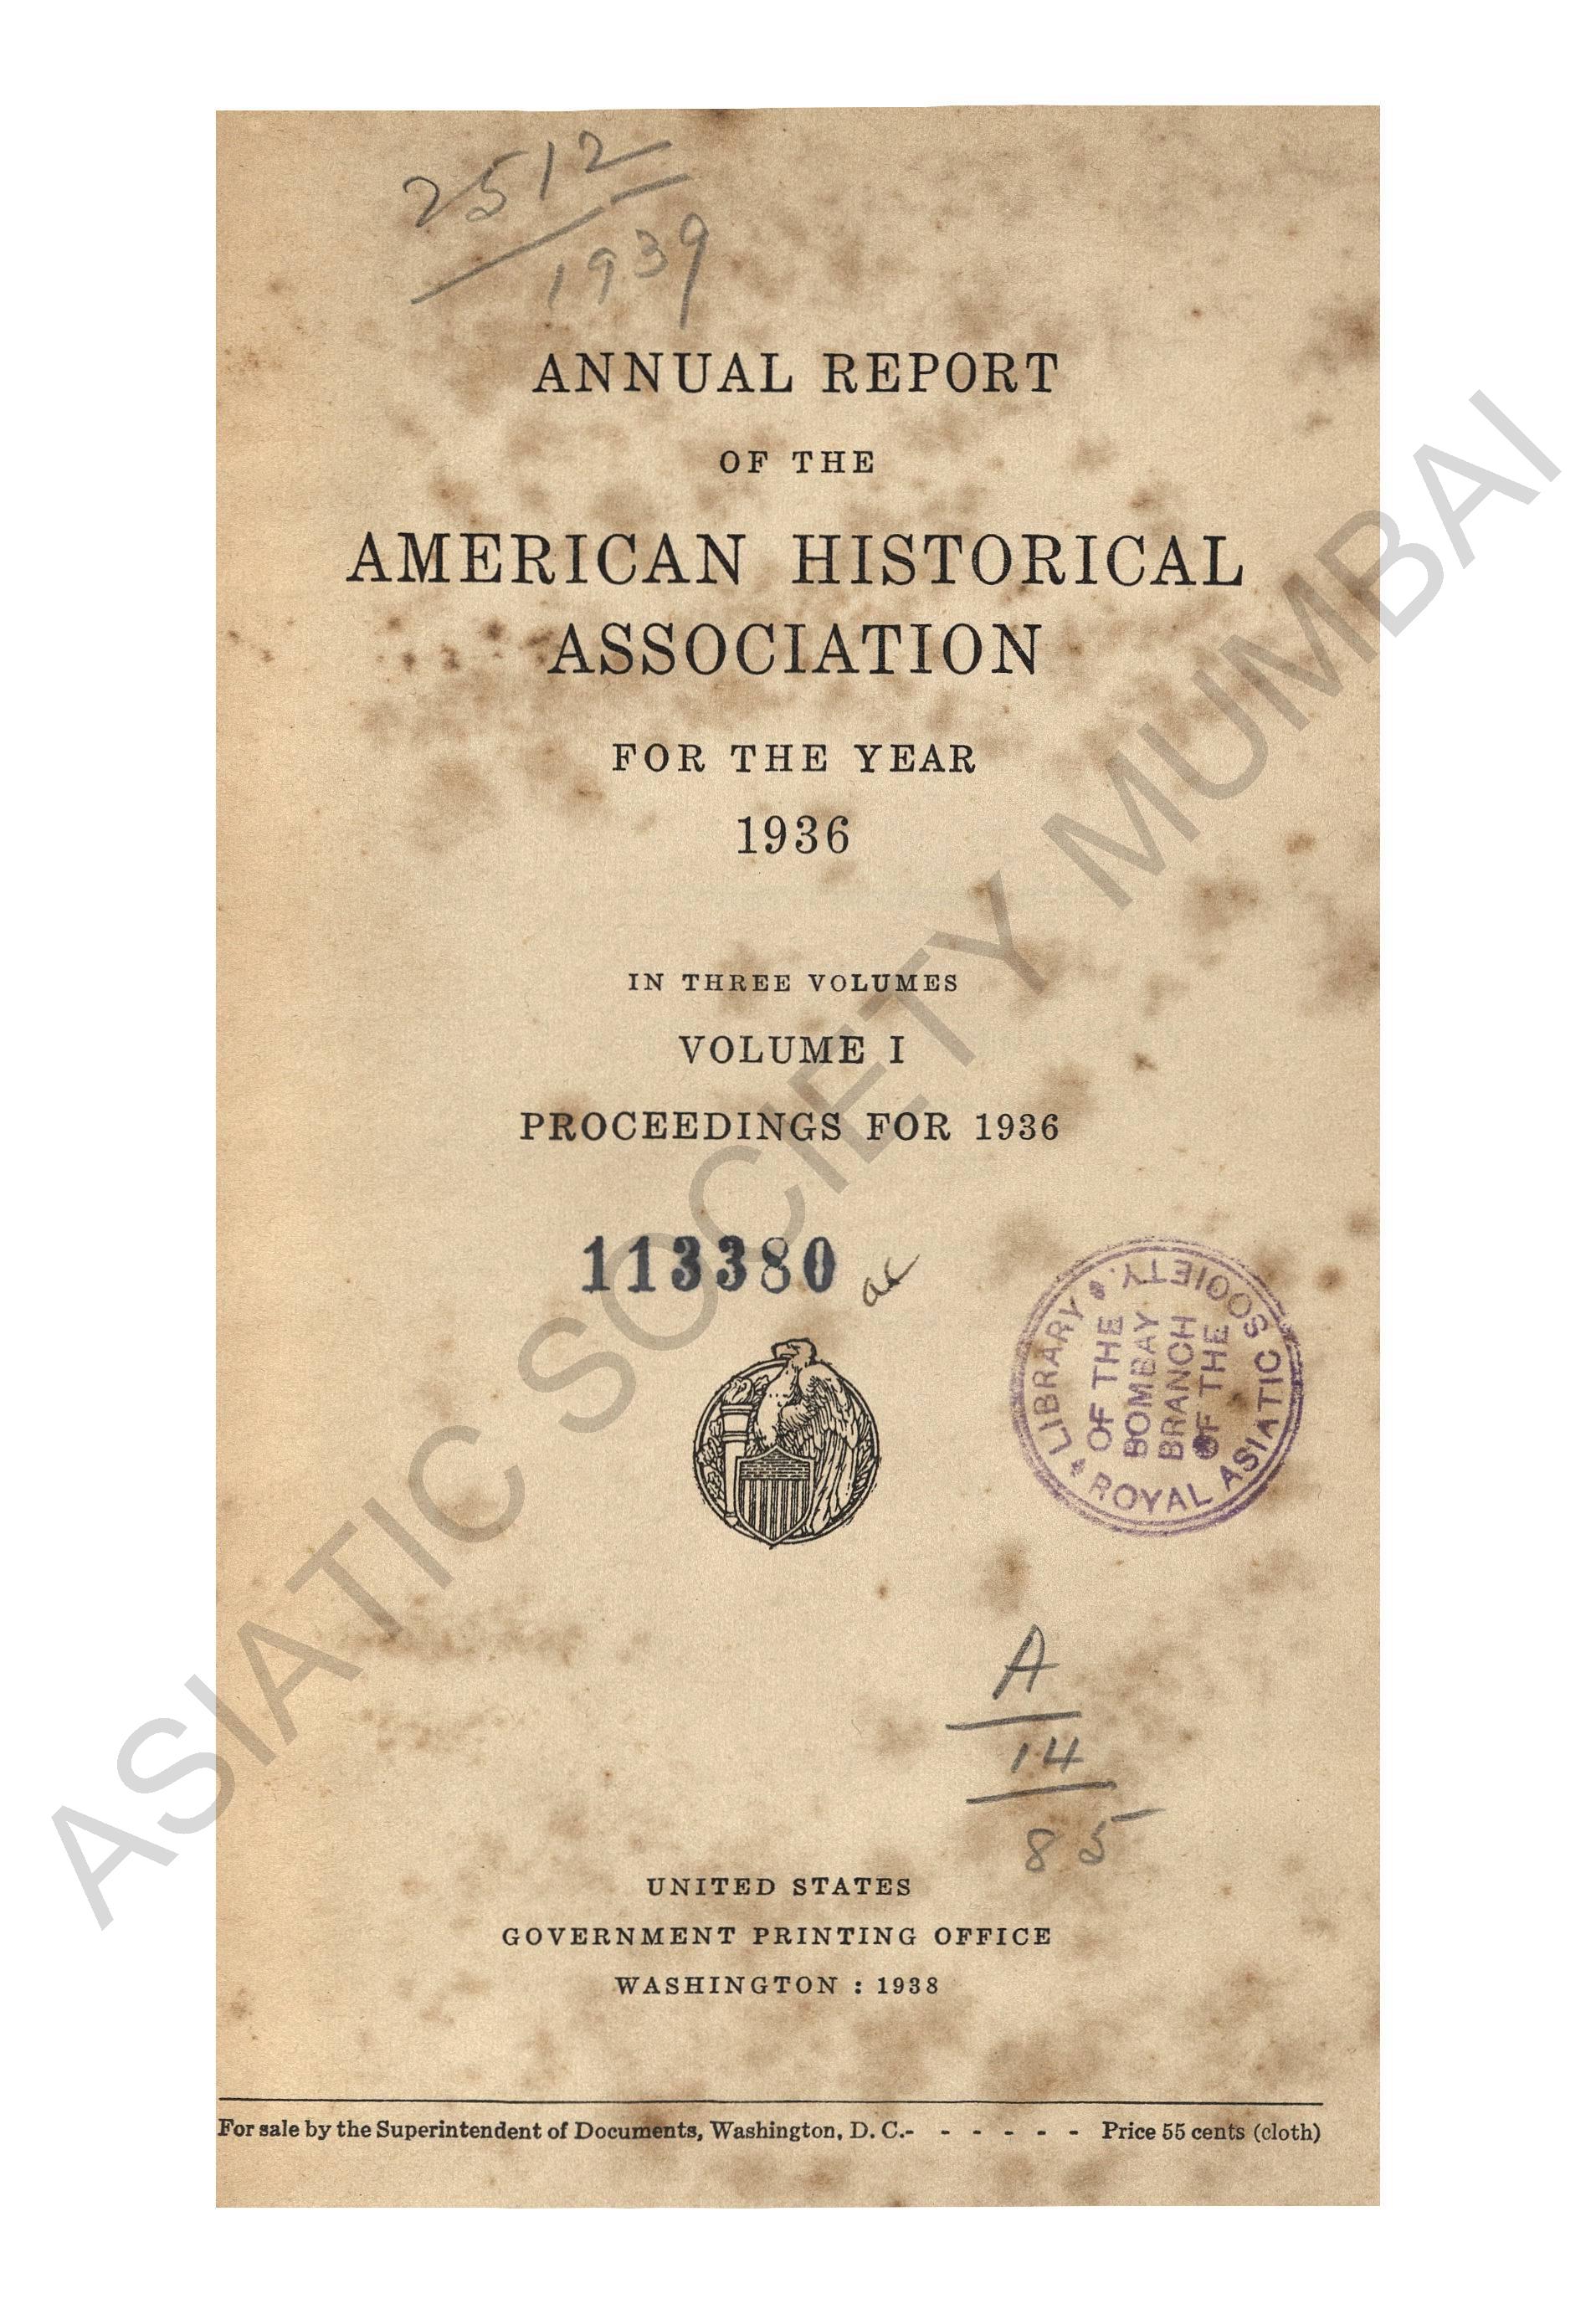 2512
1939
ANNUAL REPORT
OF THE
AMERICAN HISTORICAL
ASSOCIATION
FOR THE YEAR
1936
IN THREE VOLUMES
VOLUME I
PROCEEDINGS FOR 1936
113380
LIBRARY
OF THE
BOMBAY
BRANCH
OF THE
ROYAL ASIATIC SOCIETY.
A
14
85
UNITED STATES
GOVERNMENT PRINTING OFFICE
WASHINGTON : 1938
For sale by the Superintendent of Documents, Washington, D. C.- - - - - - Price 55 cents (cloth)
ASIATIC SOCIETY MUMBAI